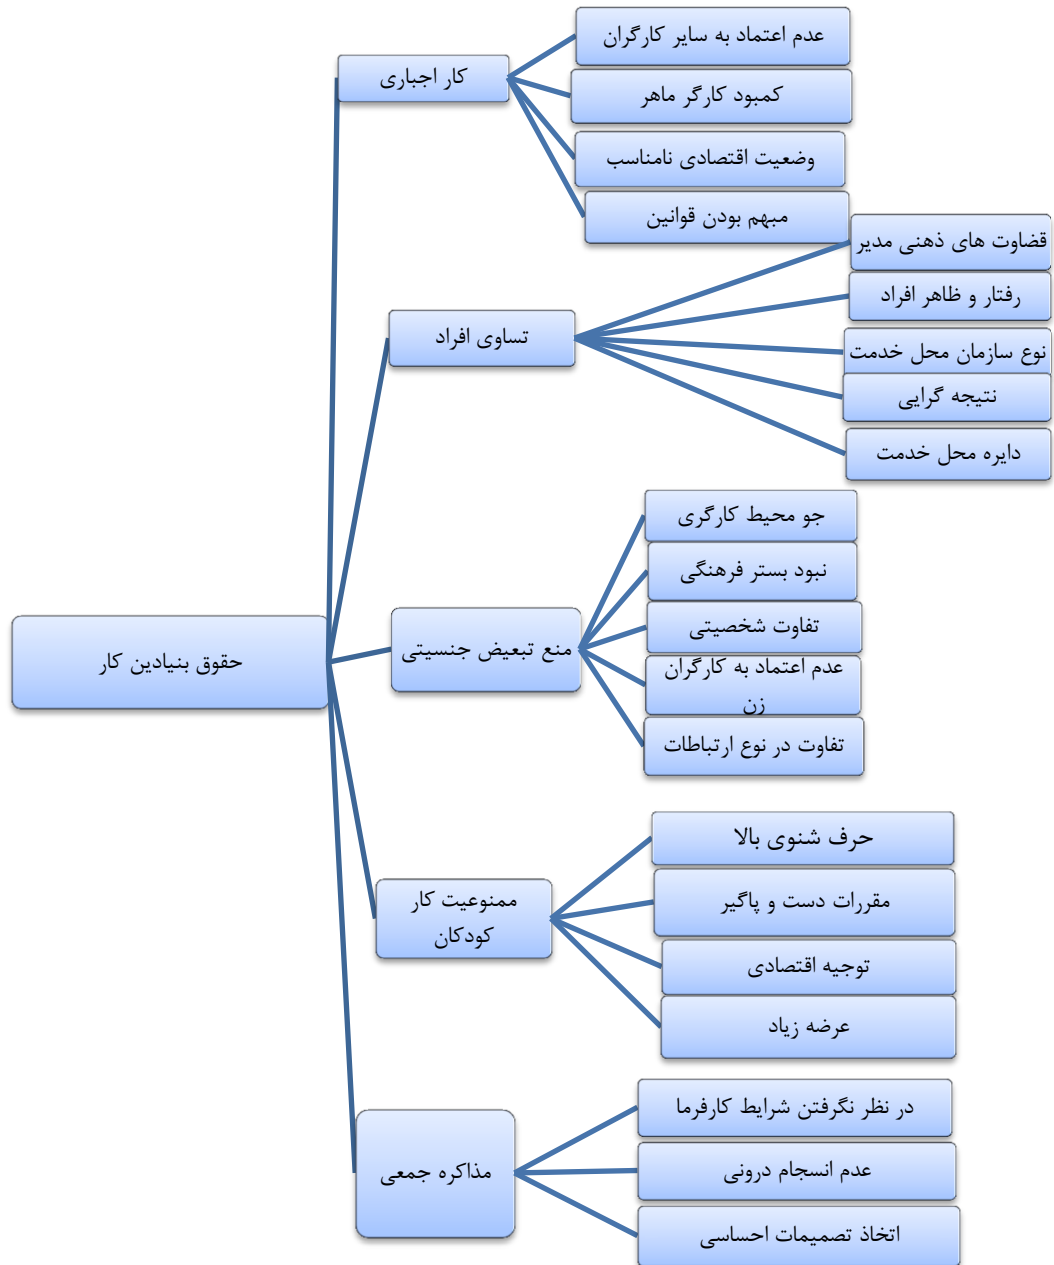 حقوق بنیادین کار
کار اجباری
عدم اعتماد به سایر کارگران
کمبود کارگر ماهر
وضعیت اقتصادی نامناسب
مبهم بودن قوانین
تساوی افراد
قضاوت های ذهنی مدیر
رفتار و ظاهر افراد
نوع سازمان محل خدمت
نتیجه گرایی
دایره محل خدمت
منع تبعیض جنسیتی
جو محیط کارگری
نبود بستر فرهنگی
تفاوت شخصیتی
عدم اعتماد به کارگران
زن
تفاوت در نوع ارتباطات
ممنوعیت کار
کودکان
حرف شنوی بالا
مقررات دست و پاگیر
توجیه اقتصادی
عرضه زیاد
مذاکره جمعی
در نظر نگرفتن شرایط کارفرما
عدم انسجام درونی
اتخاذ تصمیمات احساسی